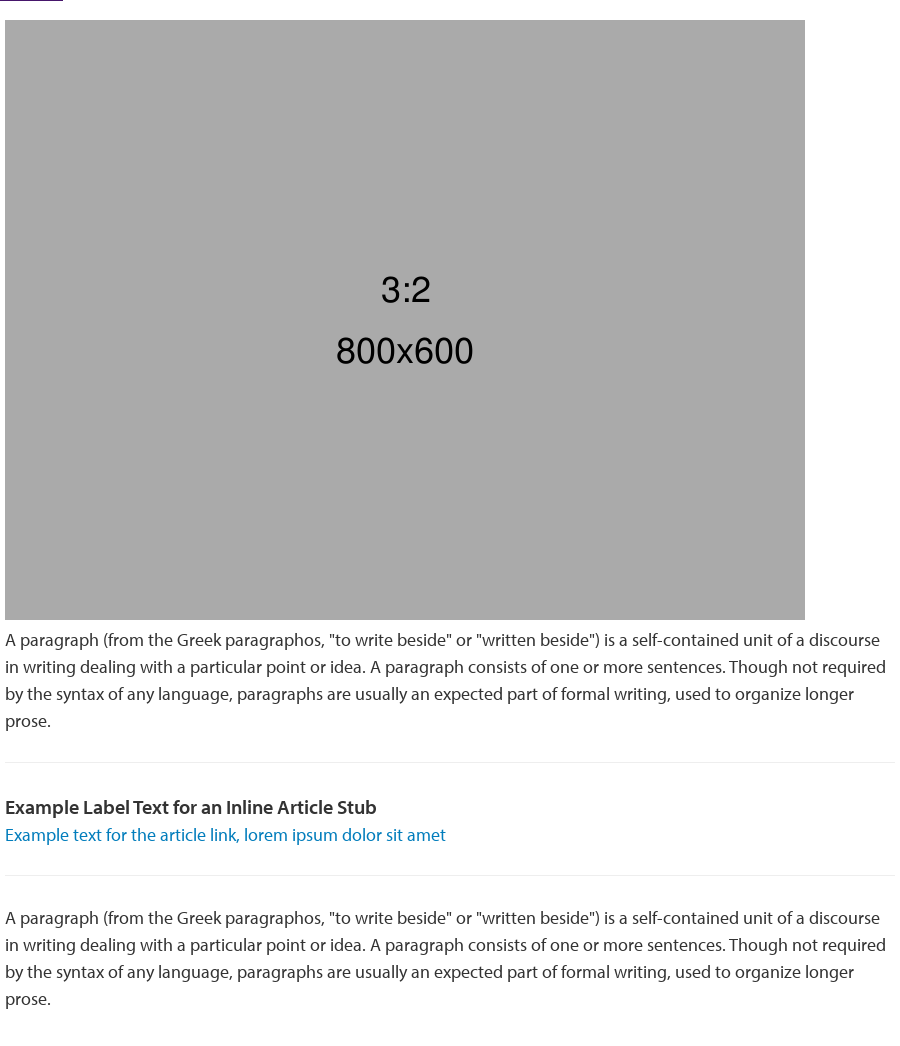 3:2
800x600
A paragraph (from the Greek paragraphos, "to write beside" or "written beside") is a self-contained unit of a discourse
in writing dealing with a particular point or idea. A paragraph consists of one or more sentences. Though not required
by the syntax of any language, paragraphs are usually an expected part of formal writing, used to organize longer
prose.
Example Label Text for an Inline Article Stub
Example text for the article link, lorem ipsum dolor sit amet
A paragraph (from the Greek paragraphos, "to write beside" or "written beside") is a self-contained unit of a discourse
in writing dealing with a particular point or idea. A paragraph consists of one or more sentences. Though not required
by the syntax of any language, paragraphs are usually an expected part of formal writing, used to organize longer
prose.